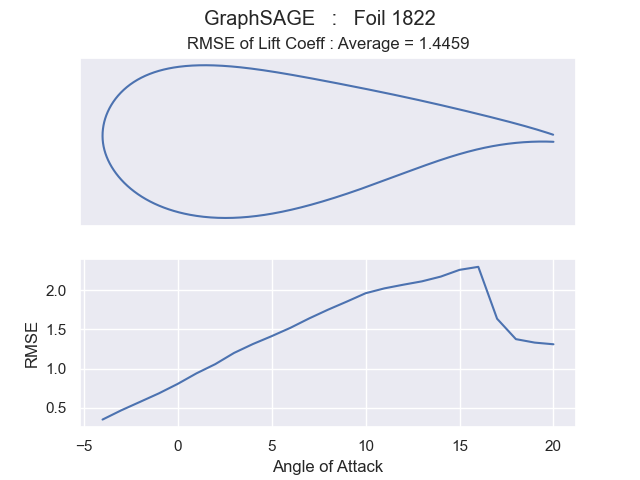 GraphSAGE : Foil 1822
RMSE of Lift Coeff : Average = 1.4459
2.0
1.5
1.0
0.5
RMSE
−5 0 5 10 15 20
Angle of Attack